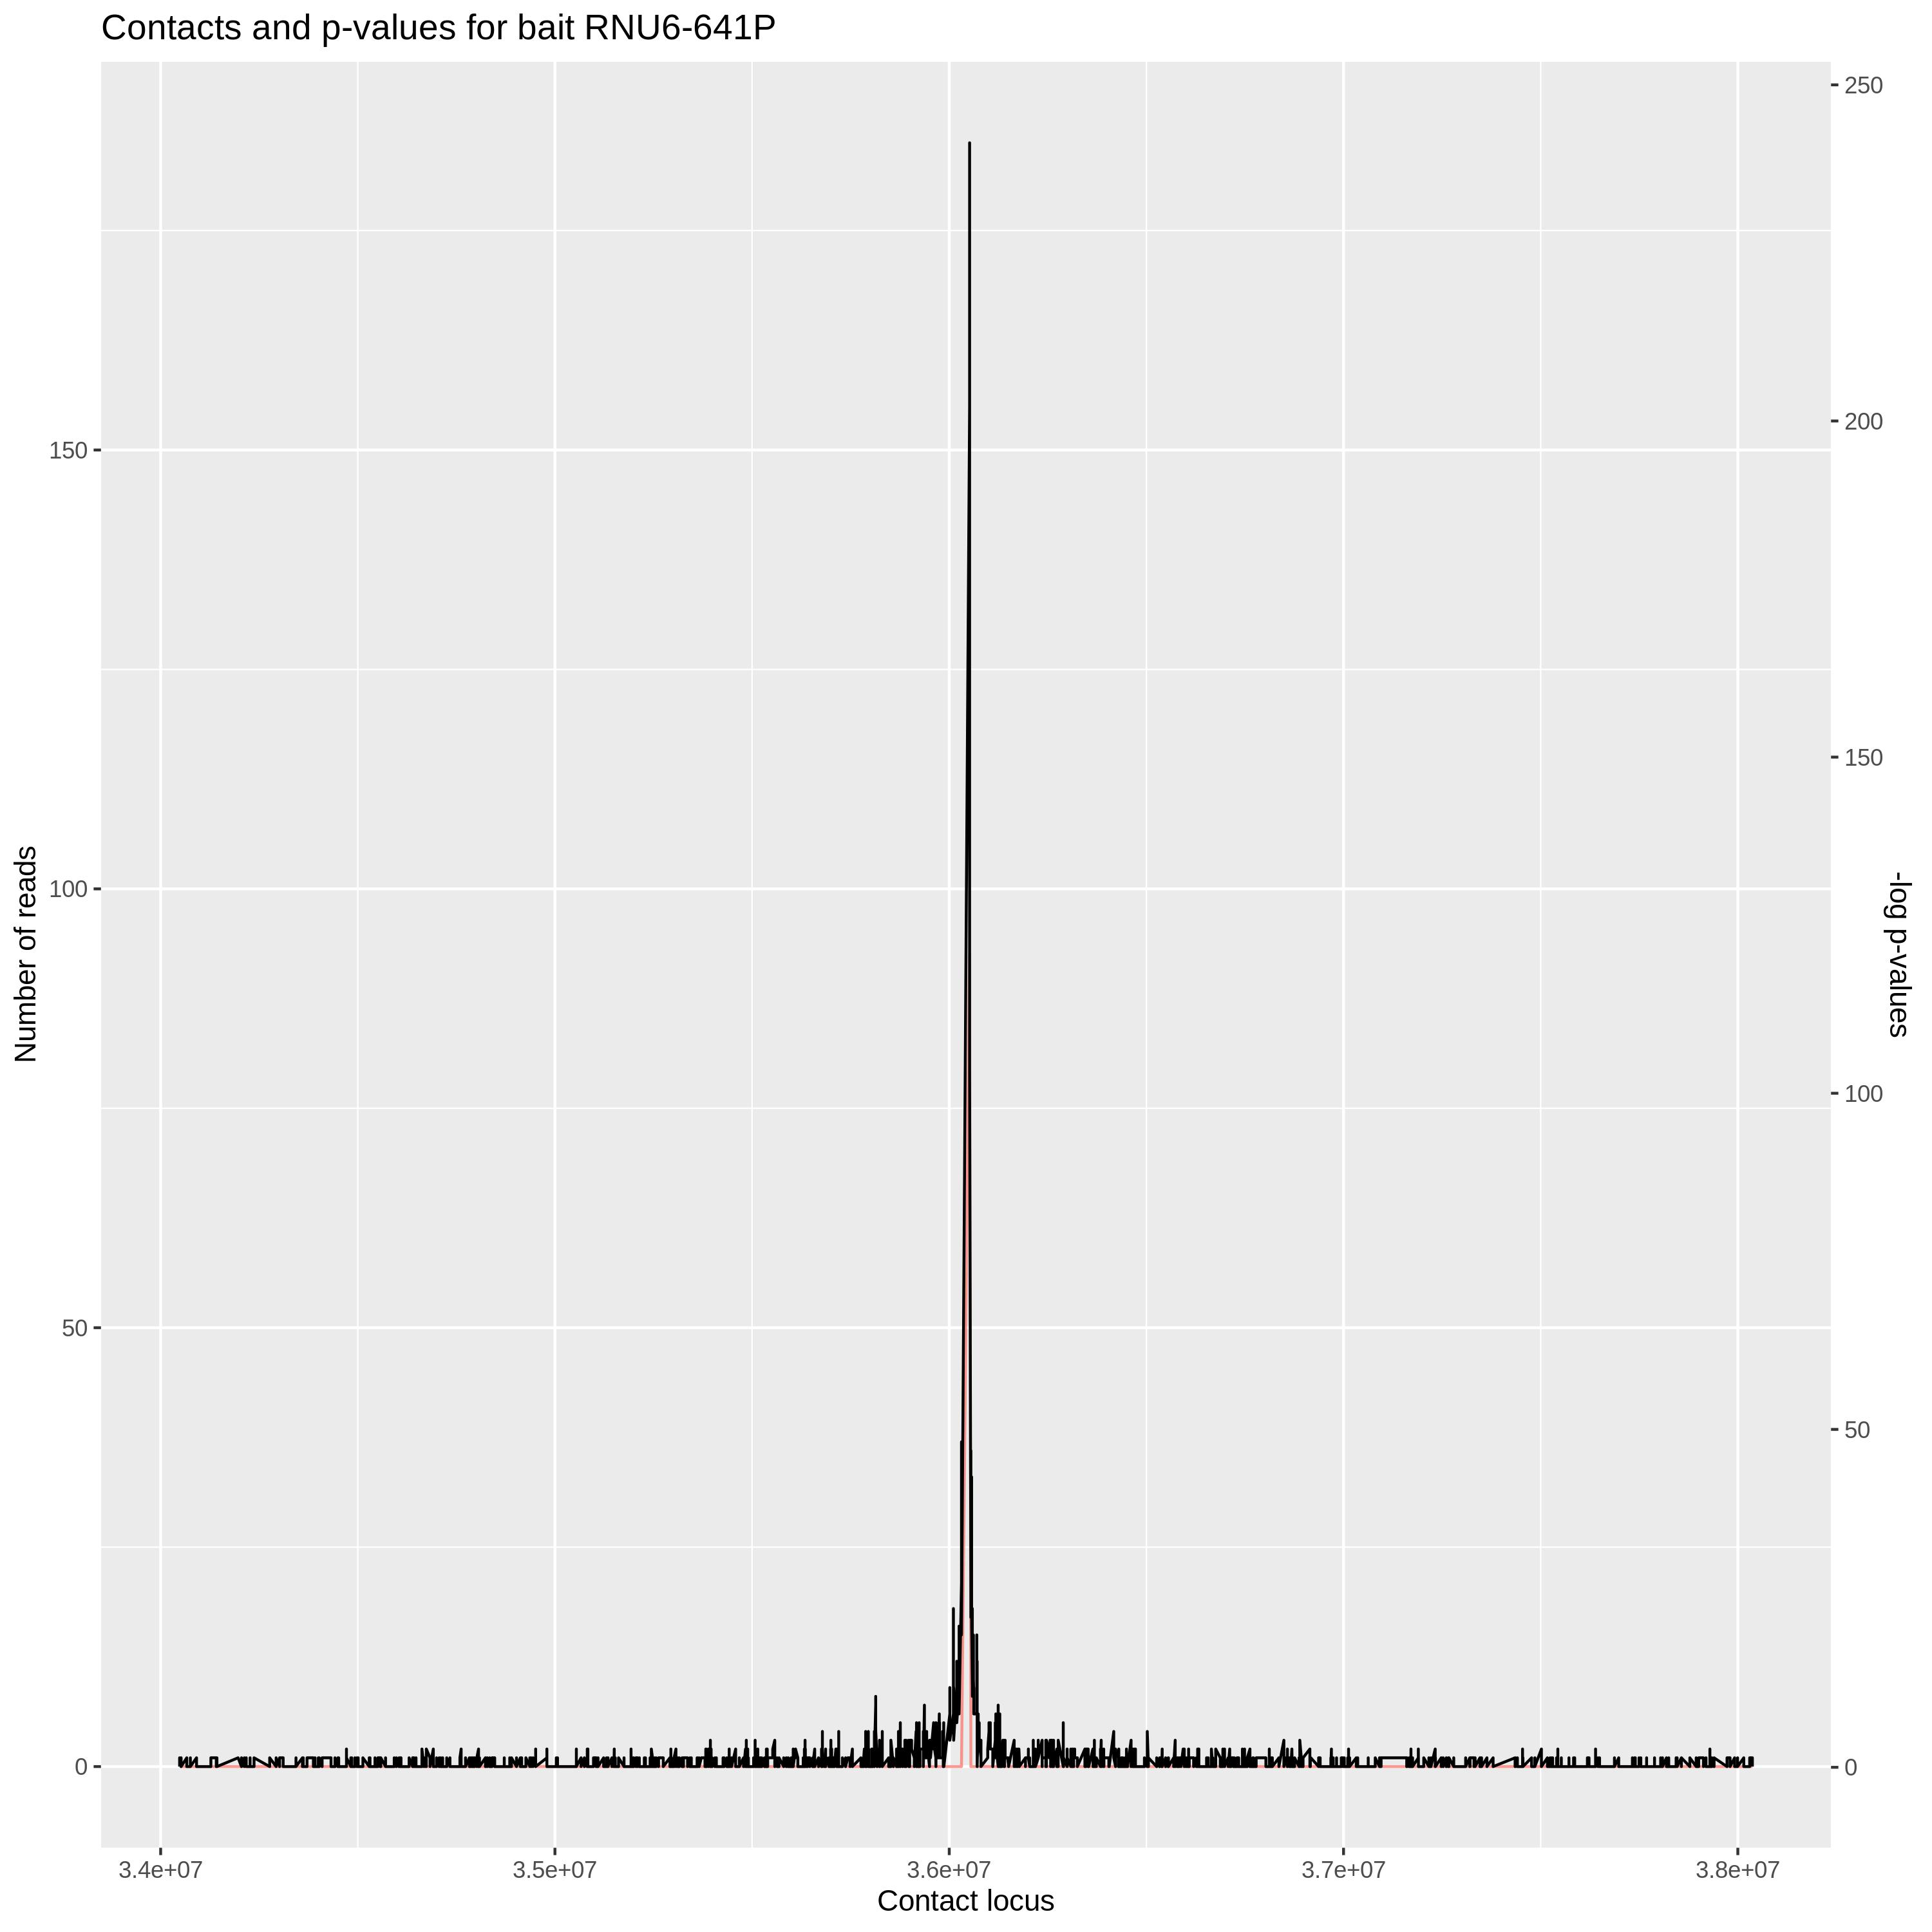 Contacts and p-values for bait RNU6-641P
250
200
150
150
100
100
50
50
0
0
Number of reads
-log p-values
3.4e+07 3.5e+07 3.6e+07 3.7e+07 3.8e+07
Contact locus